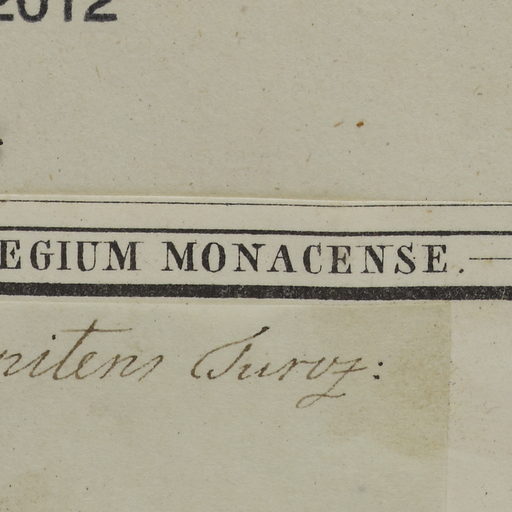 2012
EGIUM MONACENSE.
nitens Turcz: